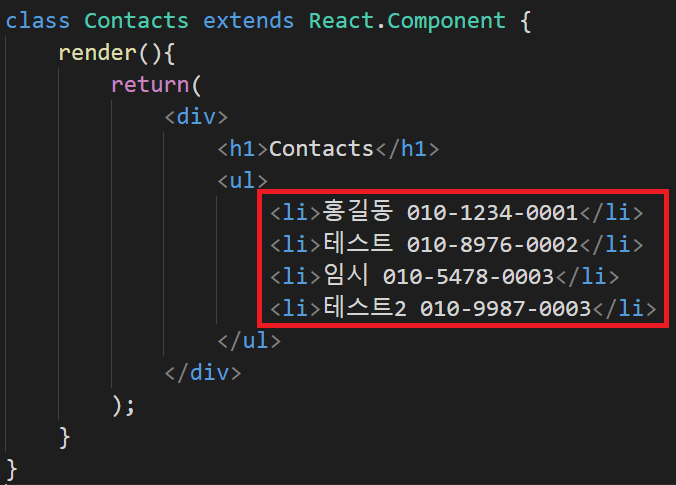 class Contacts extends React.Component {
render(){
return(
<div>
<h1>Contacts</h1>
<ul>
<li>홍길동 010-1234-0001</li>
<li>테스트 010-8976-0002</li>
<li>임시 010-5478-0003</li>
<li>테스트2 010-9987-0003</li>
</ul>
</div>
);
}
}